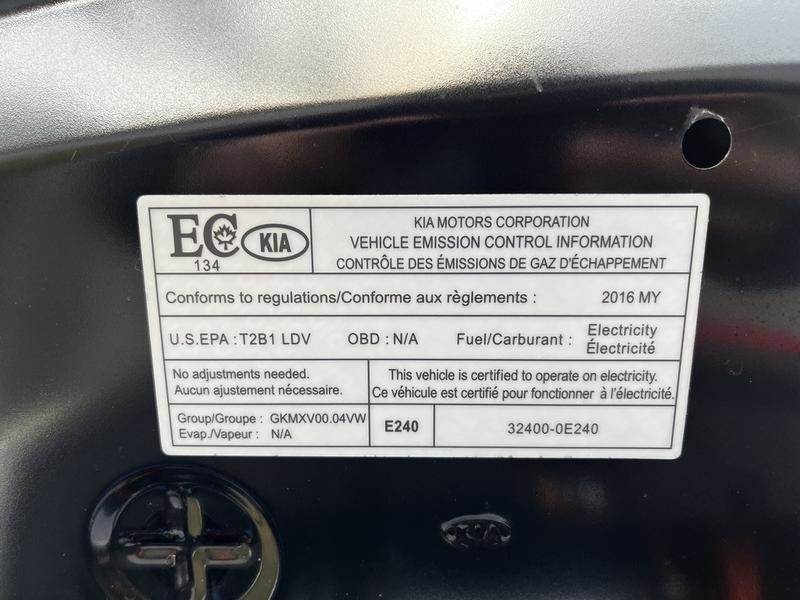 EC
134
KIA
KIA MOTORS CORPORATION
VEHICLE EMISSION CONTROL INFORMATION
CONTRÔLE DES ÉMISSIONS DE GAZ D'ÉCHAPPEMENT
Conforms to regulations/Conforme aux règlements : 2016 MY
U.S.EPA : T2B1 LDV OBD : N/A Fuel/Carburant : Electricity
Électricité
No adjustments needed.
Aucun ajustement nécessaire.
This vehicle is certified to operate on electricity.
Ce véhicule est certifié pour fonctionner à l'électricité.
Group/Groupe : GKMXV00.04VW
Evap./Vapeur : N/A
E240
32400-0E240
KIA